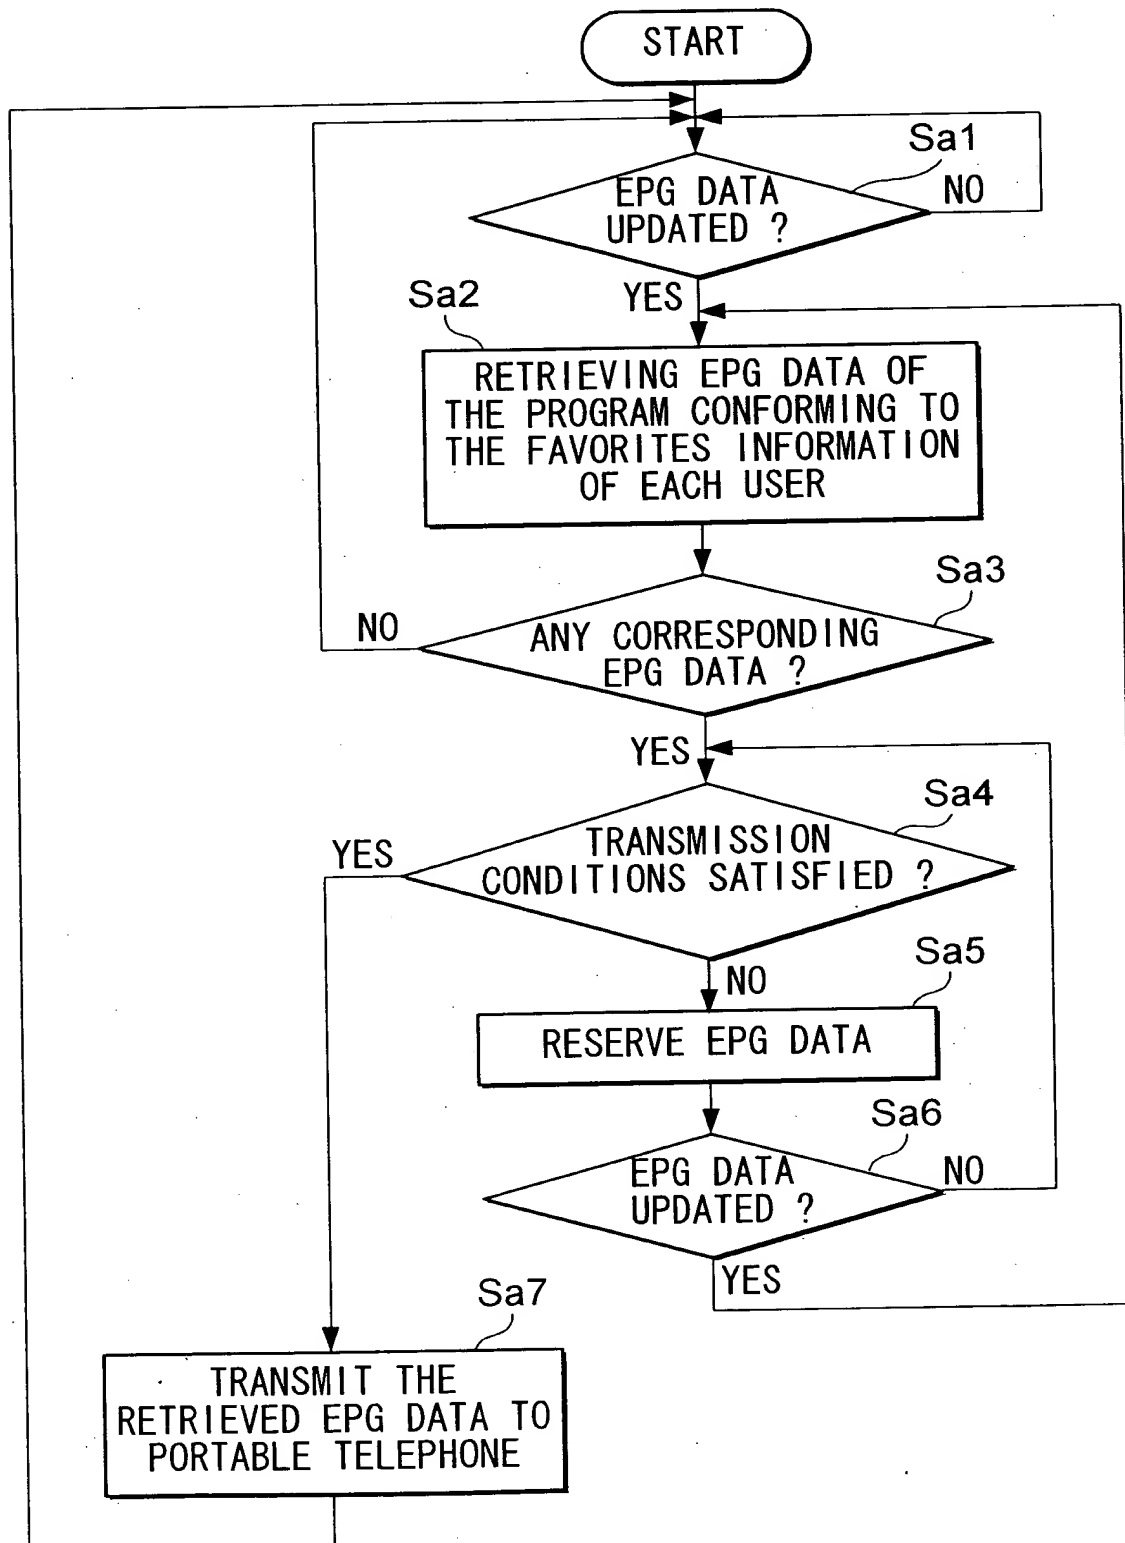 START
Sa1
EPG DATA
UPDATED ?
NO
YES
Sa2
RETRIEVING EPG DATA OF
THE PROGRAM CONFORMING TO
THE FAVORITES INFORMATION
OF EACH USER
Sa3
NO
ANY CORRESPONDING
EPG DATA ?
YES
Sa4
YES
TRANSMISSION
CONDITIONS SATISFIED ?
NO
Sa5
RESERVE EPG DATA
Sa6
EPG DATA
UPDATED ?
NO
YES
Sa7
TRANSMIT THE
RETRIEVED EPG DATA TO
PORTABLE TELEPHONE